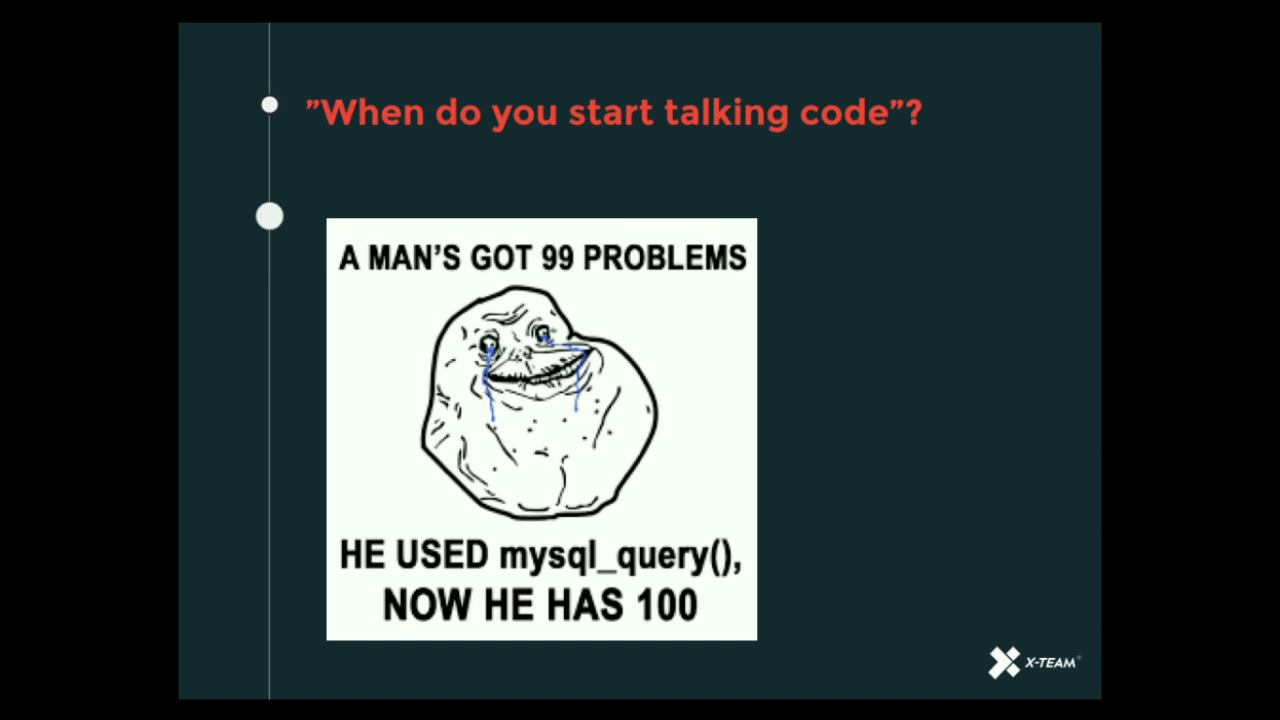 ”When do you start talking code”?
A MAN’S GOT 99 PROBLEMS
HE USED mysql_query(),
NOW HE HAS 100
X-TEAM